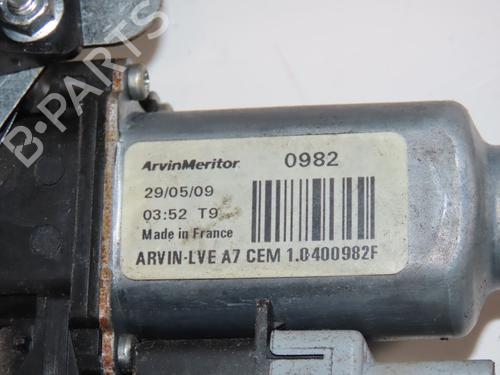 B-PARTS
ArvinMeritor 0982
29/05/09
03:52 T9
Made in France
ARVIN-LVE A7 CEM 1.0400982F